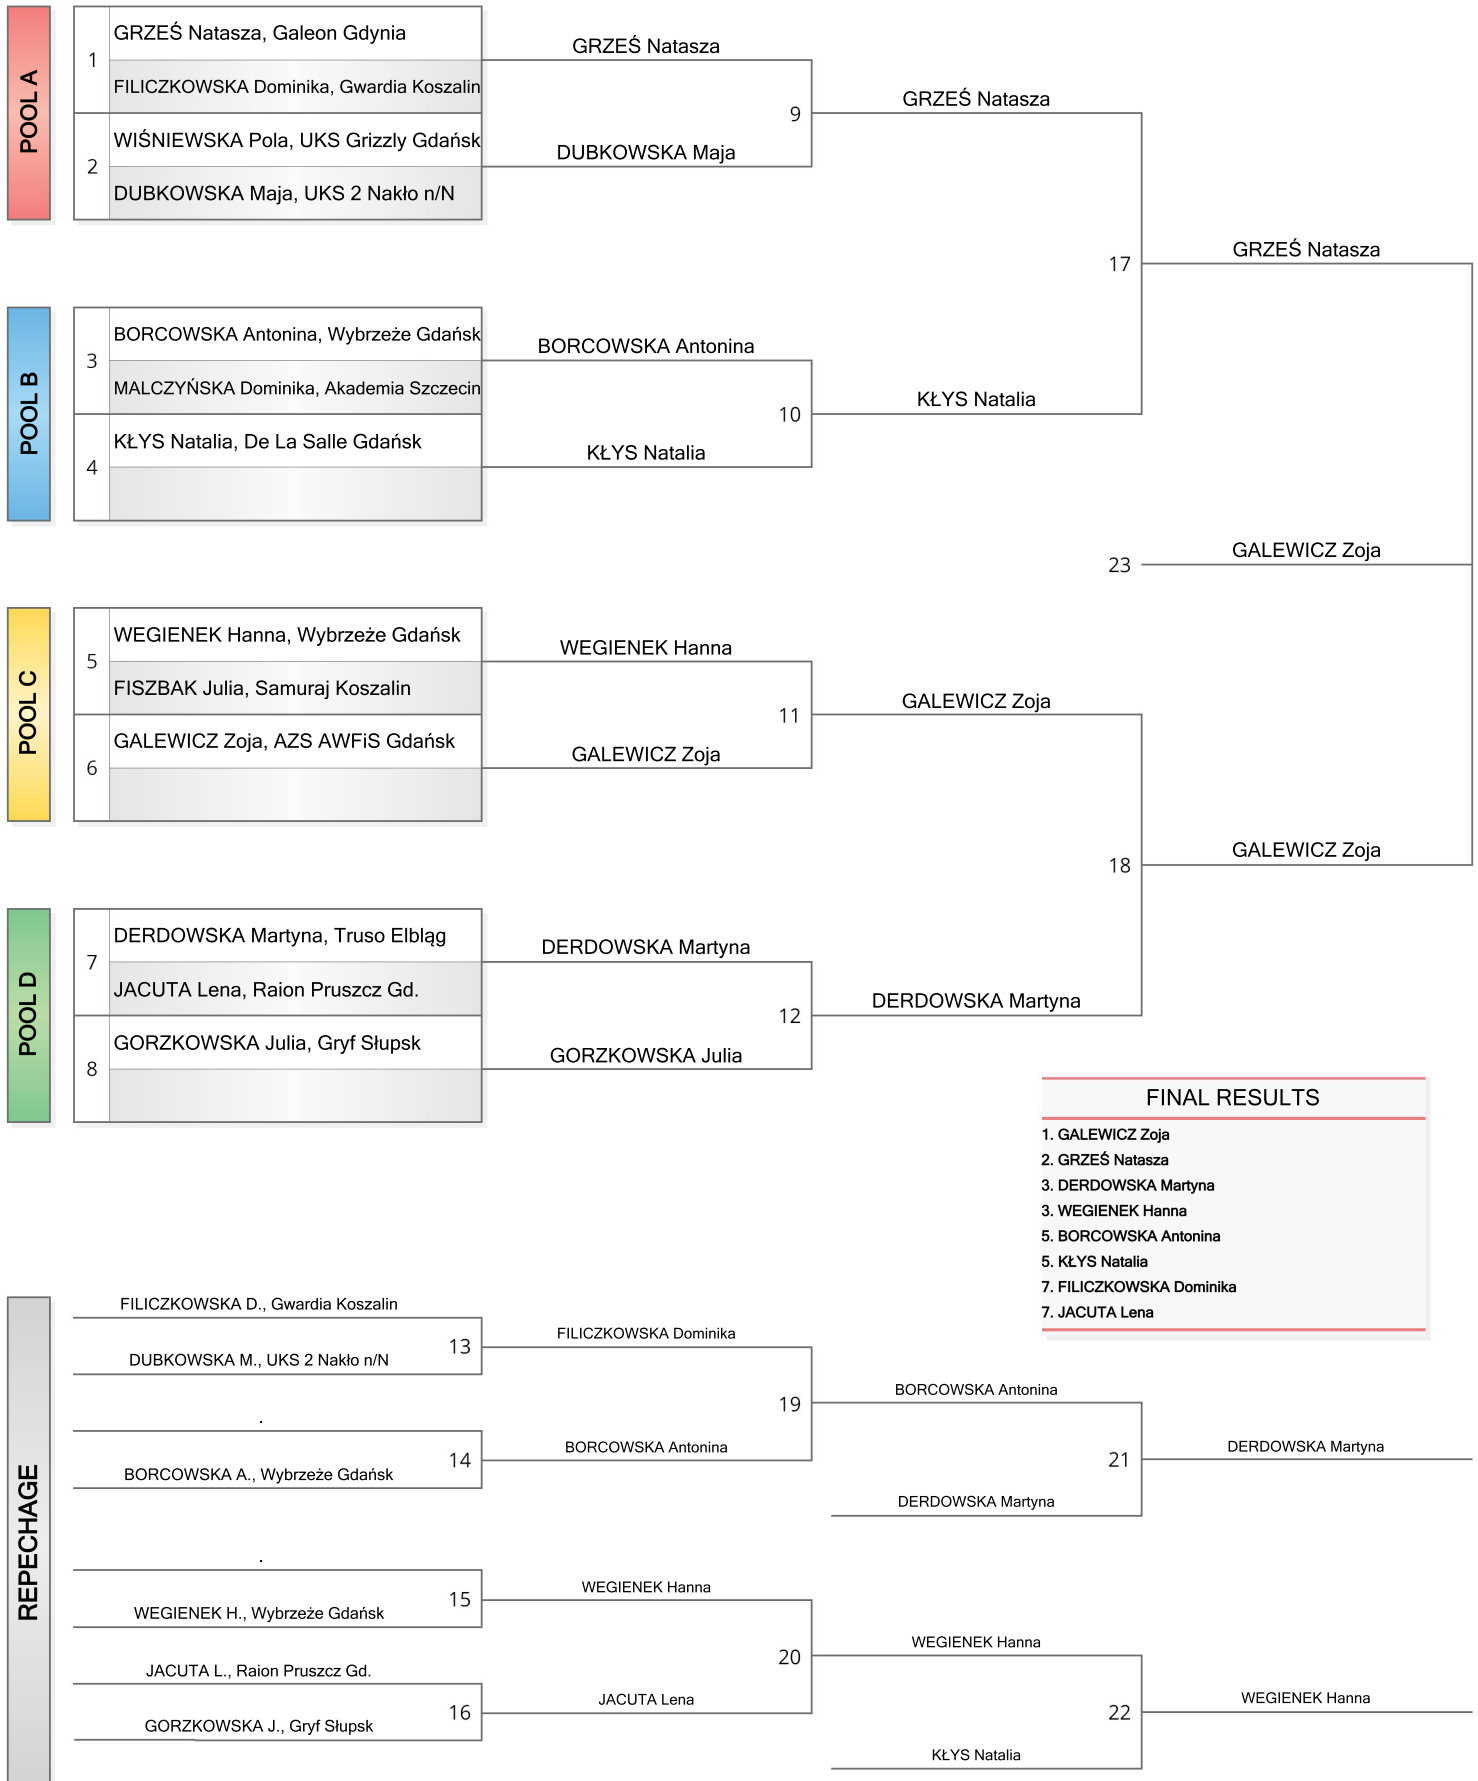 POOL A
1
GRZEŚ Natasza, Galeon Gdynia
FILICZKOWSKA Dominika, Gwardia Koszalin
2
WIŚNIEWSKA Pola, UKS Grizzly Gdańsk
DUBKOWSKA Maja, UKS 2 Nakło n/N
GRZEŚ Natasza
DUBKOWSKA Maja
9
GRZEŚ Natasza
POOL B
3
BORCOWSKA Antonina, Wybrzeże Gdańsk
MALCZYŃSKA Dominika, Akademia Szczecin
4
KŁYS Natalia, De La Salle Gdańsk
BORCOWSKA Antonina
KŁYS Natalia
10
KŁYS Natalia
17
GRZEŚ Natasza
23
GALEWICZ Zoja
POOL C
5
WEGIENEK Hanna, Wybrzeże Gdańsk
FISZBAK Julia, Samuraj Koszalin
6
GALEWICZ Zoja, AZS AWFiS Gdańsk
WEGIENEK Hanna
GALEWICZ Zoja
11
GALEWICZ Zoja
POOL D
7
DERDOWSKA Martyna, Truso Elbląg
JACUTA Lena, Raion Pruszcz Gd.
8
GORZKOWSKA Julia, Gryf Słupsk
DERDOWSKA Martyna
GORZKOWSKA Julia
12
DERDOWSKA Martyna
18
GALEWICZ Zoja
FINAL RESULTS
1. GALEWICZ Zoja
2. GRZEŚ Natasza
3. DERDOWSKA Martyna
3. WEGIENEK Hanna
5. BORCOWSKA Antonina
5. KŁYS Natalia
7. FILICZKOWSKA Dominika
7. JACUTA Lena
REPECHAGE
FILICZKOWSKA D., Gwardia Koszalin
13
DUBKOWSKA M., UKS 2 Nakło n/N
.
14
BORCOWSKA A., Wybrzeże Gdańsk
FILICZKOWSKA Dominika
19
BORCOWSKA Antonina
BORCOWSKA Antonina
21
DERDOWSKA Martyna
DERDOWSKA Martyna
.
15
WEGIENEK H., Wybrzeże Gdańsk
JACUTA L., Raion Pruszcz Gd.
16
GORZKOWSKA J., Gryf Słupsk
WEGIENEK Hanna
20
JACUTA Lena
WEGIENEK Hanna
22
KŁYS Natalia
WEGIENEK Hanna